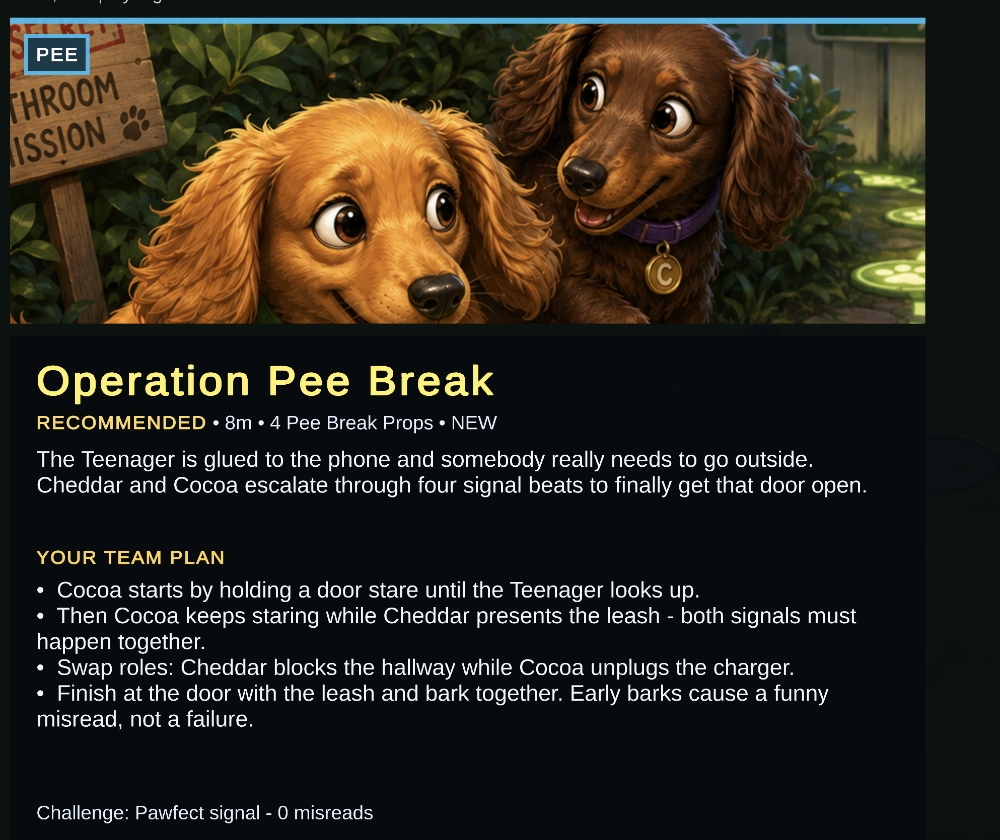 PEE
THROOM
ISSION
C
Operation Pee Break
RECOMMENDED • 8m • 4 Pee Break Props • NEW
The Teenager is glued to the phone and somebody really needs to go outside.
Cheddar and Cocoa escalate through four signal beats to finally get that door open.
YOUR TEAM PLAN
• Cocoa starts by holding a door stare until the Teenager looks up.
• Then Cocoa keeps staring while Cheddar presents the leash - both signals must
happen together.
• Swap roles: Cheddar blocks the hallway while Cocoa unplugs the charger.
• Finish at the door with the leash and bark together. Early barks cause a funny
misread, not a failure.
Challenge: Pawfect signal - 0 misreads